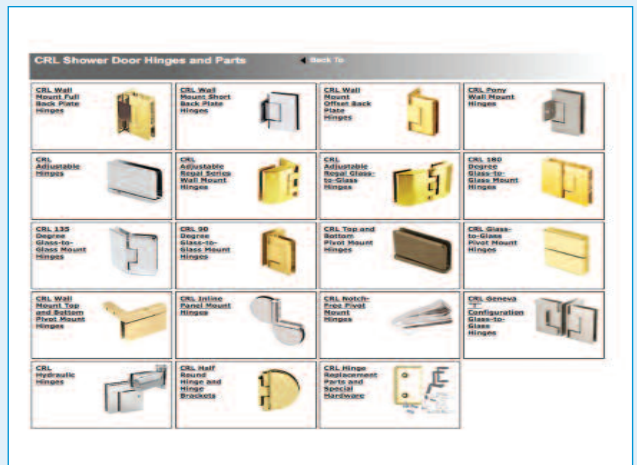 CRL Shower Door Hinges and Parts
Back To
CRL Wall
Mount Full
Back Plate
Hinges
CRL Wall
Mount Short
Back Plate
Hinges
CRL Wall
Mount
Offset Back
Plate
Hinges
CRL Pony
Wall Mount
Hinges
CRL
Adjustable
Hinges
CRL
Adjustable
Regal Series
Wall Mount
Hinges
CRL
Adjustable
Regal Glass-
to-Glass
Hinges
CRL 180
Degree
Glass-to-
Glass Mount
Hinges
CRL 135
Degree
Glass-to-
Glass Mount
Hinges
CRL 90
Degree
Glass-to-
Glass Mount
Hinges
CRL Top and
Bottom
Pivot Mount
Hinges
CRL Glass-
to-Glass
Pivot Mount
Hinges
CRL Wall
Mount Top
and Bottom
Pivot Mount
Hinges
CRL Inline
Panel Mount
Hinges
CRL Notch-
Free Pivot
Mount
Hinges
CRL Geneva
"T"
Configuration
Glass-to-
Glass
Hinges
CRL
Hydraulic
Hinges
CRL Half
Round
Hinge and
Hinge
Brackets
CRL Hinge
Replacement
Parts and
Special
Hardware